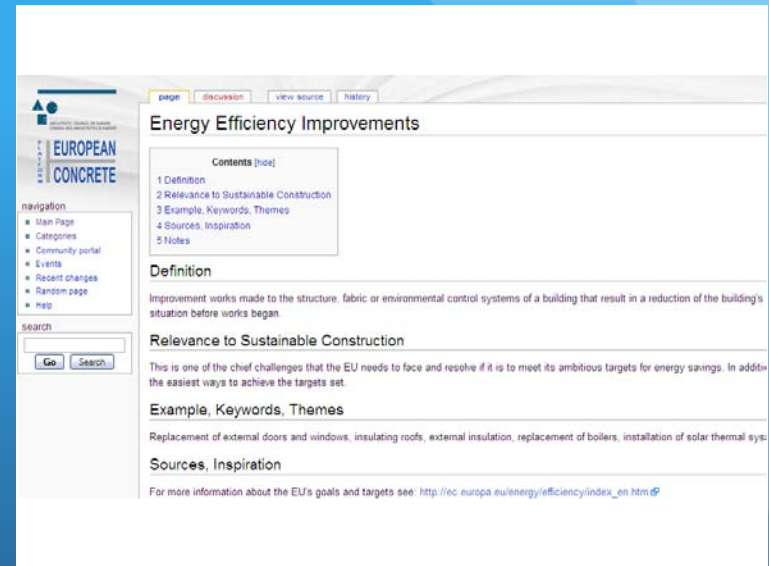 EUROPEAN
CONCRETE
navigation
Main Page
Categories
Community portal
Events
Recent changes
Random page
Help
search
Go Search
page discussion view source history
Energy Efficiency Improvements
Contents [hide]
1 Definition
2 Relevance to Sustainable Construction
3 Example, Keywords, Themes
4 Sources, Inspiration
5 Notes
Definition
Improvement works made to the structure, fabric or environmental control systems of a building that result in a reduction of the building's
situation before works began.
Relevance to Sustainable Construction
This is one of the chief challenges that the EU needs to face and resolve if it is to meet its ambitious targets for energy savings. In
the easiest ways to achieve the targets set.
Example, Keywords, Themes
Replacement of external doors and windows, insulating roofs, external insulation, replacement of boilers, installation of solar thermal
Sources, Inspiration
For more information about the EU's goals and targets see: http://ec.europa.eu/energy/efficiency/index_en.htm